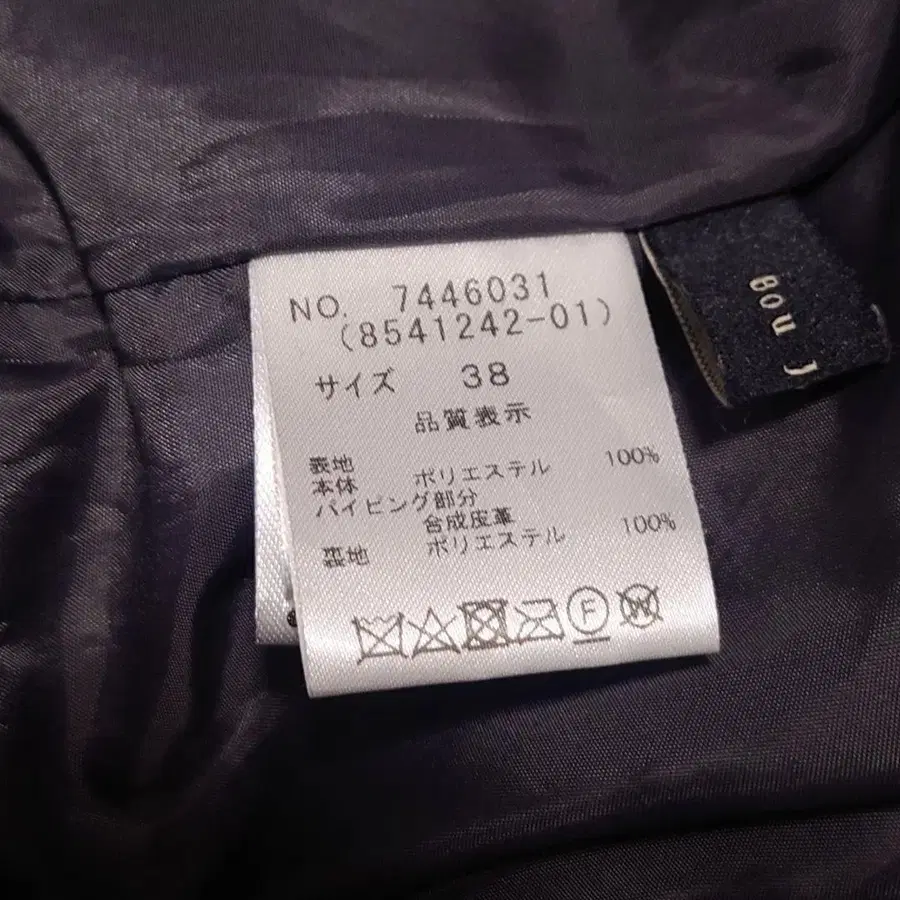 NO. 7446031
(8541242-01)
サイズ 38
品質表示
表地
本体 ポリエステル 100%
パイピング部分
合成皮革
裏地 ポリエステル 100%
F W